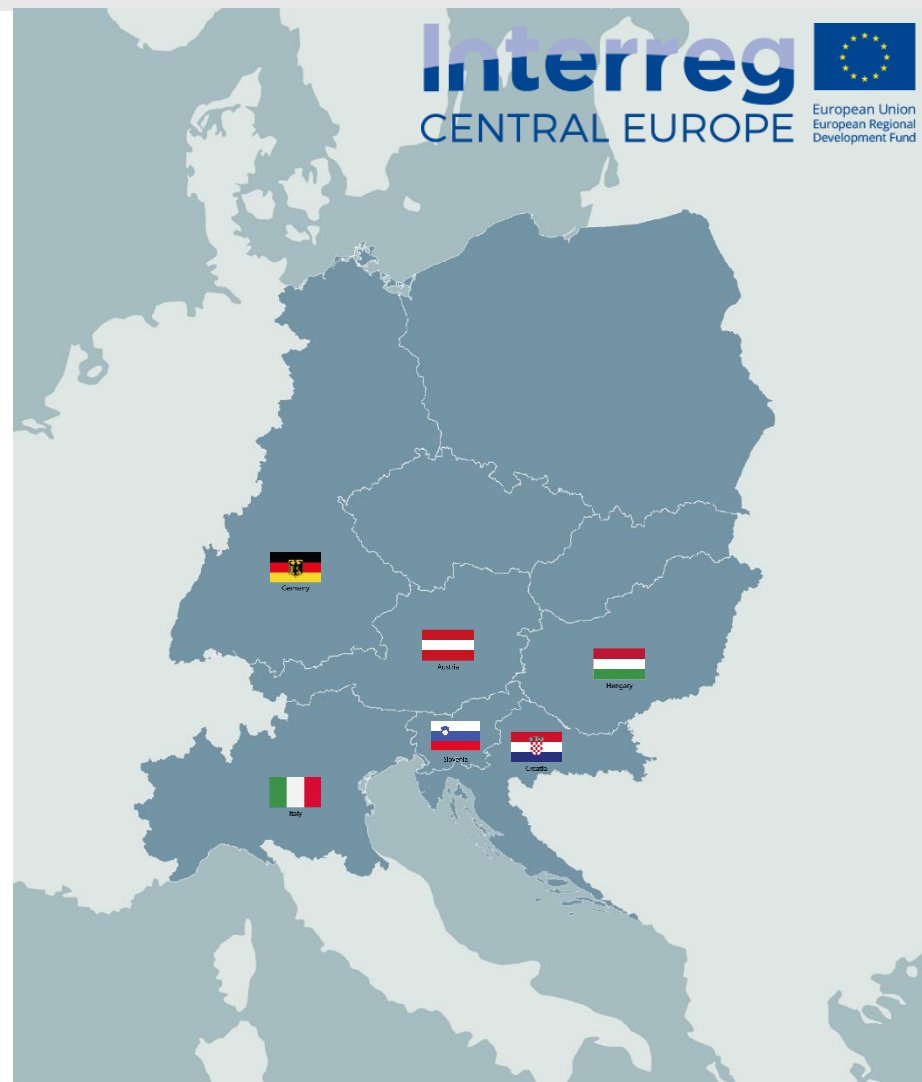 Interreg
CENTRAL EUROPE
European Union
European Regional
Development Fund
Germany
Austria
Hungary
Slovenia
Croatia
Italy